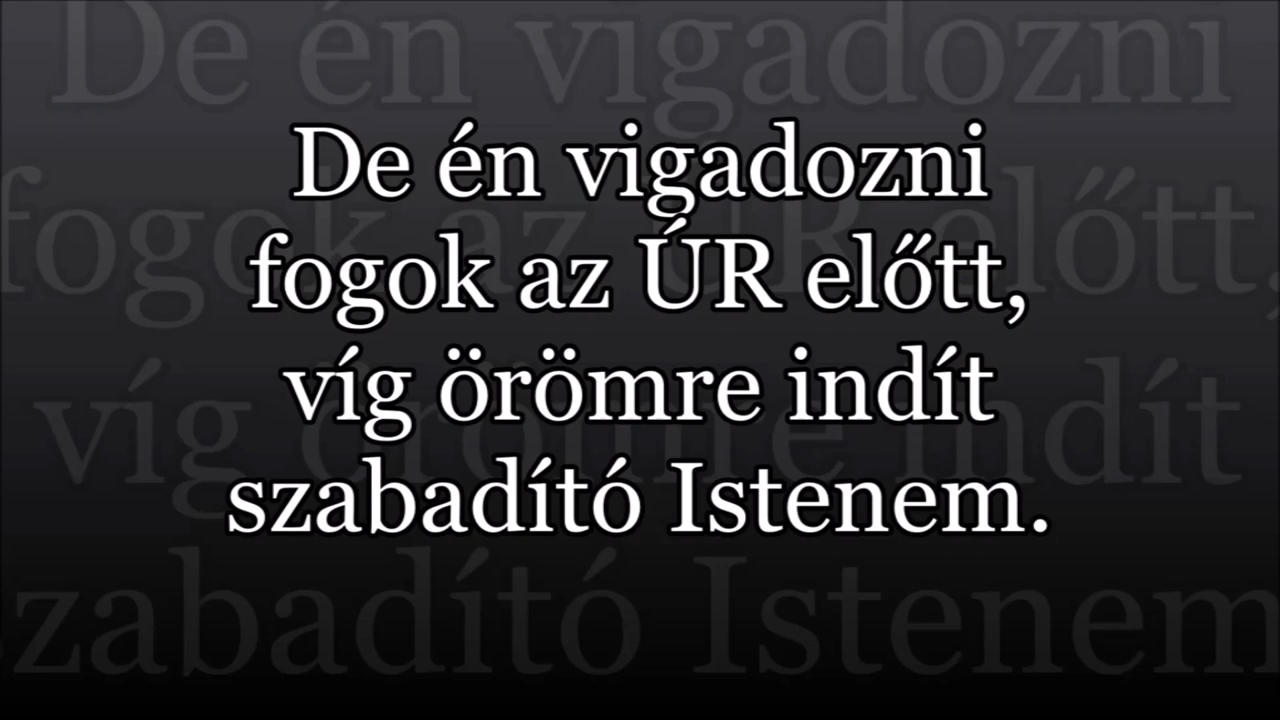 De én vigadozni
fogok az ÚR előtt,
víg örömre indít
szabadító Istenem.